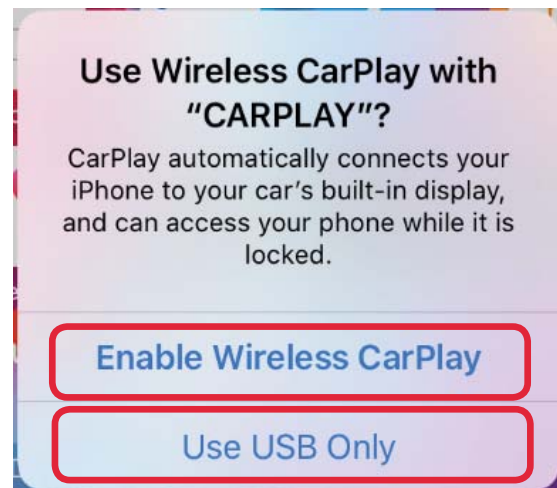 Use Wireless CarPlay with
“CARPLAY”?
CarPlay automatically connects your
iPhone to your car’s built-in display,
and can access your phone while it is
locked.
Enable Wireless CarPlay
Use USB Only